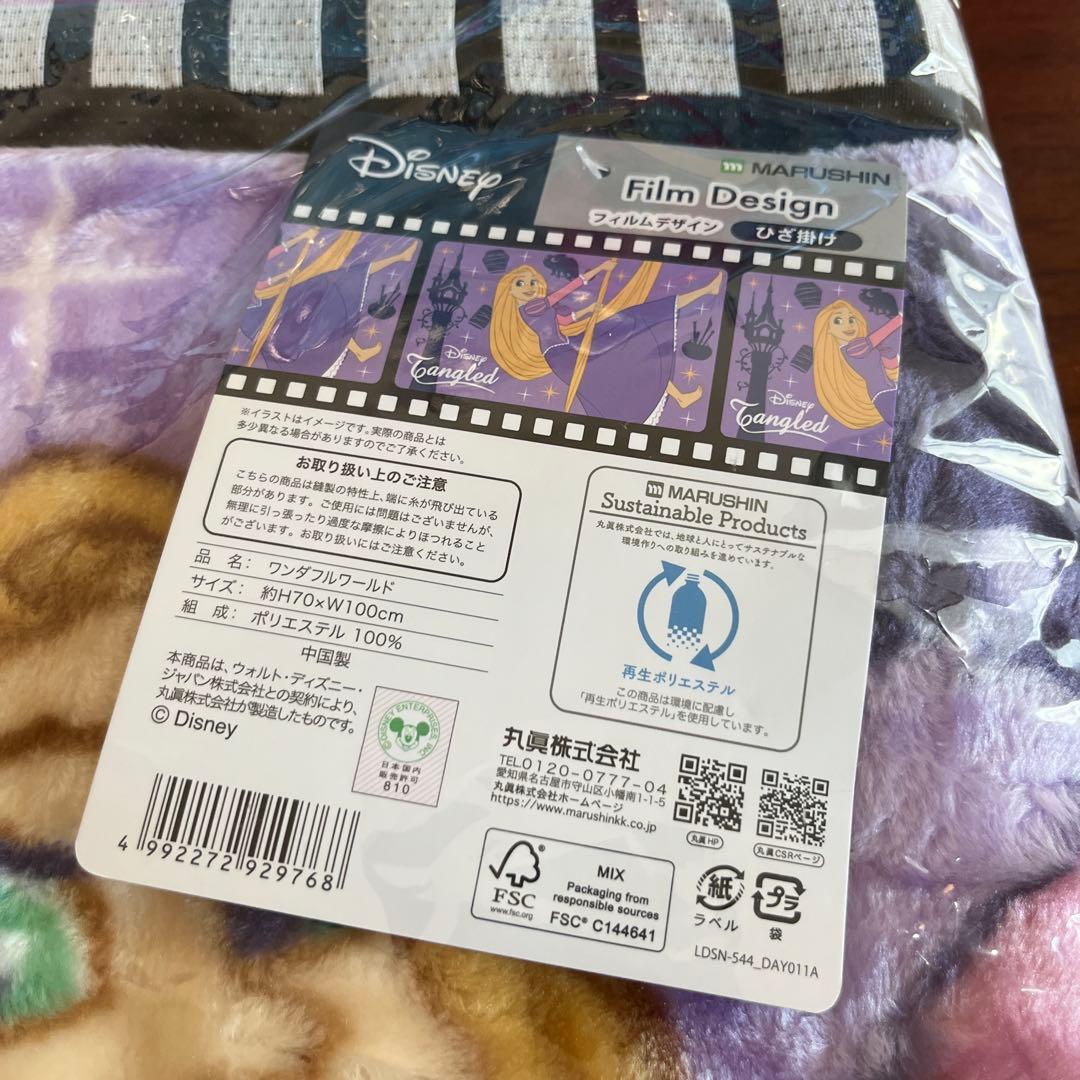 Disney
MARUSHIN
Film Design
フィルムデザイン
ひざ掛け
Disney
Tangled
Disney
Tangled
※イラストはイメージです。実際の商品とは
多少異なる場合がありますのでご了承ください。
お取り扱い上のご注意
こちらの商品は縫製の特性上、端に糸が飛び出ている
部分があります。ご使用には問題はございませんが、
無理に引っ張ったり過度な摩擦によりほつれること
がございます。お取り扱いにはご注意ください。
品 名: ワンダフルワールド
サイズ: 約H70×W100cm
組 成: ポリエステル 100%
中国製
本商品は、ウォルト・ディズニー・
ジャパン株式会社との契約により、
丸眞株式会社が製造したものです。
© Disney
©DISNEY ENTERPRISES INC.
日本国内
販売許可
810
4 992272 929768
MARUSHIN
Sustainable Products
丸眞株式会社では、地球と人にとってサステナブルな
環境作りへの取り組みを進めています。
再生ポリエステル
この商品は環境に配慮し
「再生ポリエステル」を使用しています。
丸眞株式会社
TEL0120-0777-04
愛知県名古屋市守山区小幡南1-1-5
丸眞株式会社ホームページ
https://www.marushinkk.co.jp
丸眞HP
丸眞CSRページ
FSC
www.fsc.org
MIX
Packaging from
responsible sources
FSC® C144641
紙
ラベル
プラ
袋
LDSN-544_DAY011A